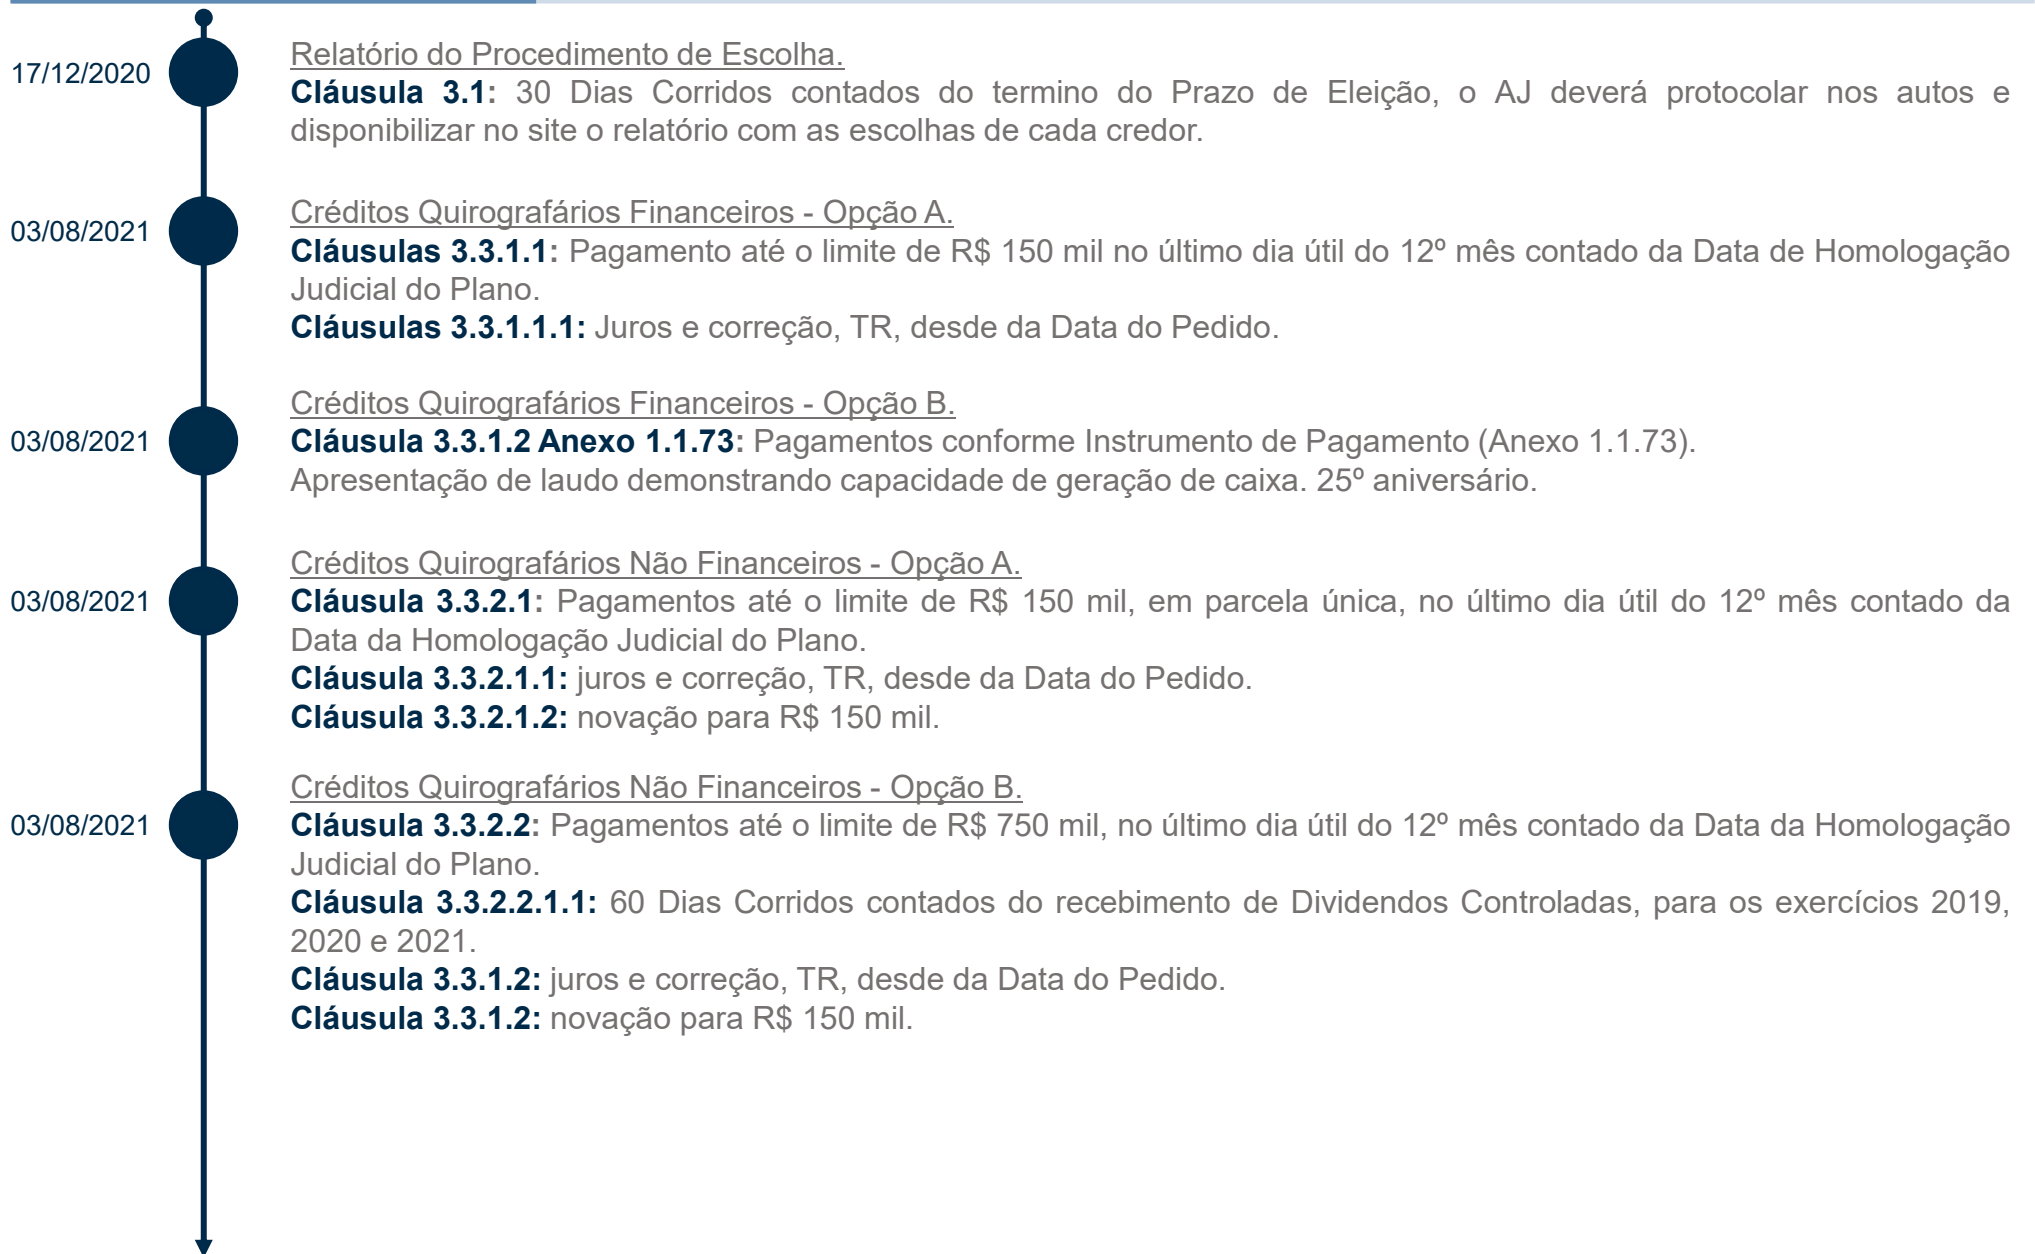 17/12/2020
Relatório do Procedimento de Escolha.
Cláusula 3.1: 30 Dias Corridos contados do termino do Prazo de Eleição, o AJ deverá protocolar nos autos e
disponibilizar no site o relatório com as escolhas de cada credor.
03/08/2021
Créditos Quirografários Financeiros - Opção A.
Cláusulas 3.3.1.1: Pagamento até o limite de R$ 150 mil no último dia útil do 12º mês contado da Data de Homologação
Judicial do Plano.
Cláusulas 3.3.1.1.1: Juros e correção, TR, desde da Data do Pedido.
03/08/2021
Créditos Quirografários Financeiros - Opção B.
Cláusula 3.3.1.2 Anexo 1.1.73: Pagamentos conforme Instrumento de Pagamento (Anexo 1.1.73).
Apresentação de laudo demonstrando capacidade de geração de caixa. 25º aniversário.
03/08/2021
Créditos Quirografários Não Financeiros - Opção A.
Cláusula 3.3.2.1: Pagamentos até o limite de R$ 150 mil, em parcela única, no último dia útil do 12º mês contado da
Data da Homologação Judicial do Plano.
Cláusula 3.3.2.1.1: juros e correção, TR, desde da Data do Pedido.
Cláusula 3.3.2.1.2: novação para R$ 150 mil.
03/08/2021
Créditos Quirografários Não Financeiros - Opção B.
Cláusula 3.3.2.2: Pagamentos até o limite de R$ 750 mil, no último dia útil do 12º mês contado da Data da Homologação
Judicial do Plano.
Cláusula 3.3.2.2.1.1: 60 Dias Corridos contados do recebimento de Dividendos Controladas, para os exercícios 2019,
2020 e 2021.
Cláusula 3.3.1.2: juros e correção, TR, desde da Data do Pedido.
Cláusula 3.3.1.2: novação para R$ 150 mil.